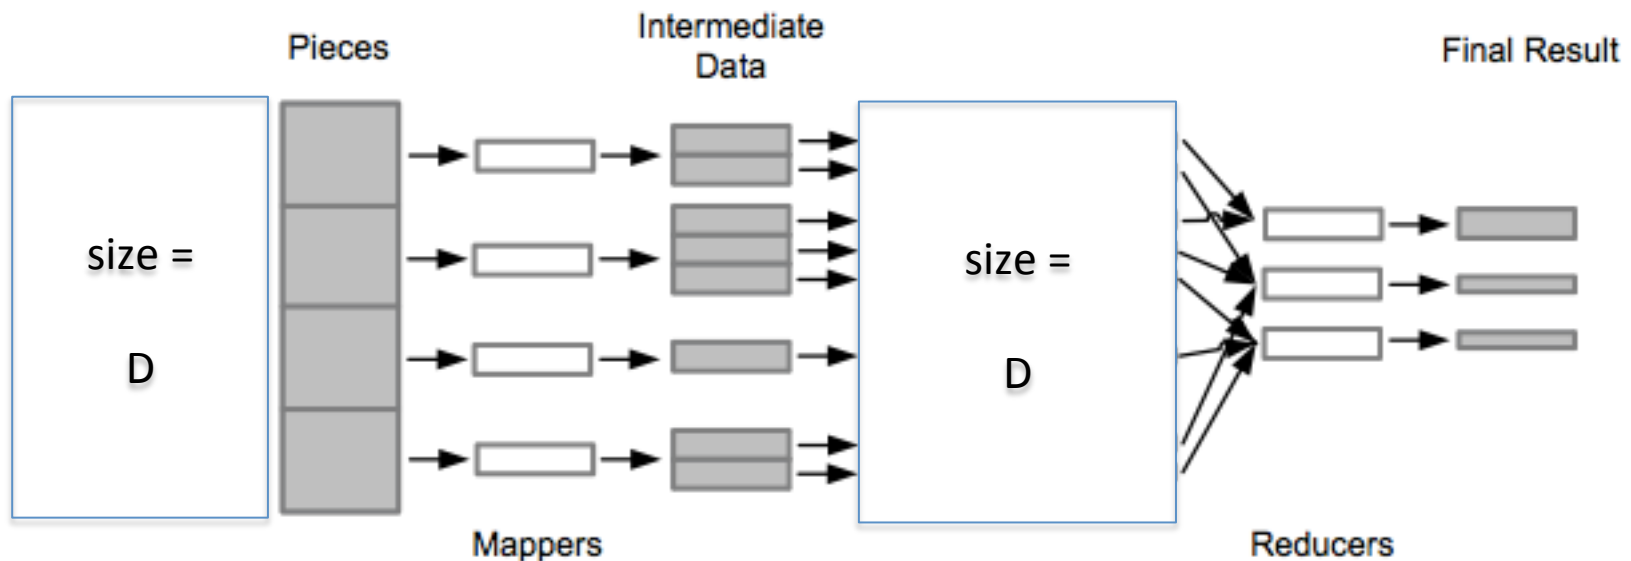 Pieces
Intermediate
Data
Final Result
size =
D
size =
D
Mappers
Reducers